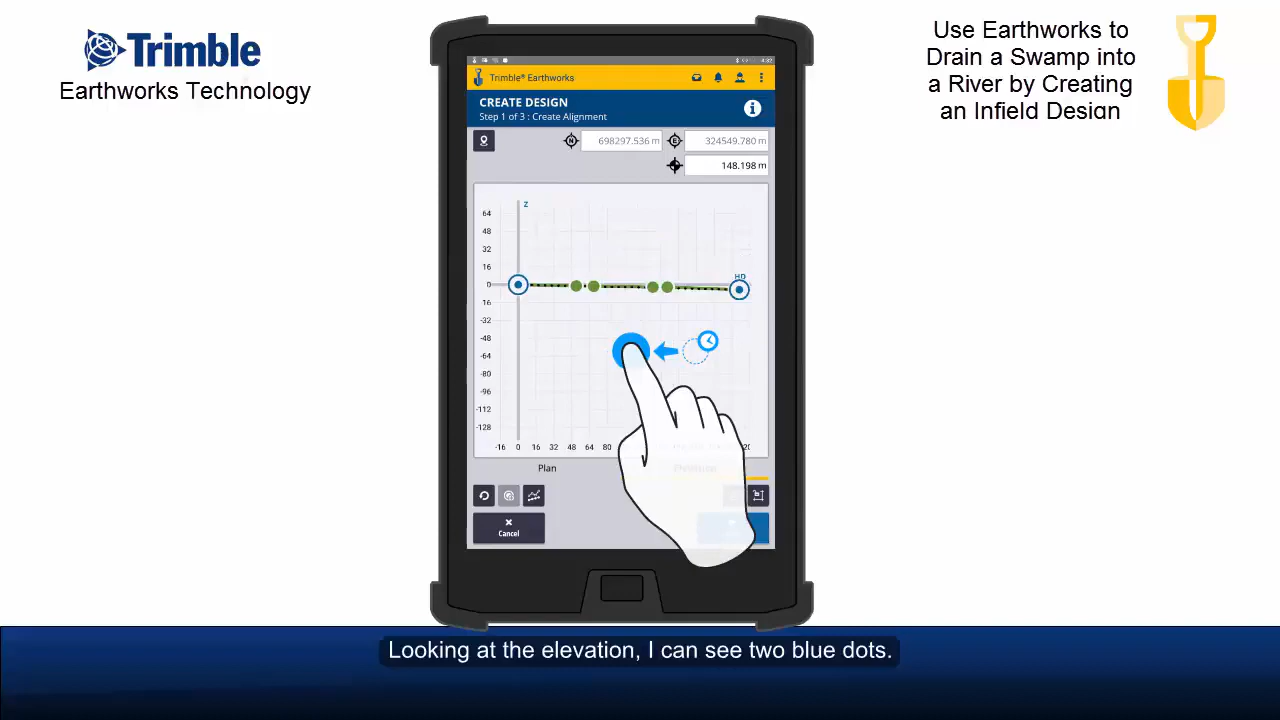 Trimble
Earthworks Technology
Use Earthworks to
Drain a Swamp into
a River by Creating
an Infield Design
4:32
Trimble® Earthworks
CREATE DESIGN
Step 1 of 3 : Create Alignment
N
698297.536 m
E
324549.780 m
148.198 m
Z
64
48
32
16
0
HD
16
-32
-48
-64
-80
-96
-112
-128
-16 0 16 32 48 64 80
Plan
Cancel
Looking at the elevation, I can see two blue dots.